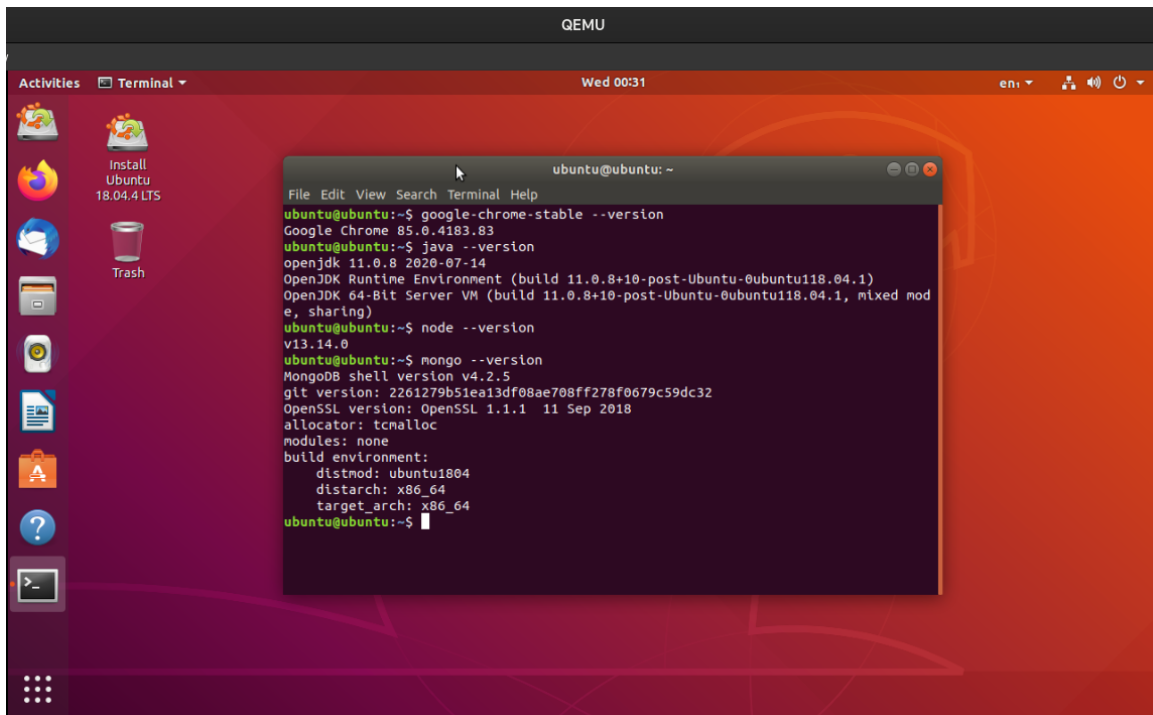 QEMU
Activities Terminal Wed 00:31 en₁
Install
Ubuntu
18.04.4 LTS
Trash
ubuntu@ubuntu: ~
File Edit View Search Terminal Help
ubuntu@ubuntu:~$ google-chrome-stable --version
Google Chrome 85.0.4183.83
ubuntu@ubuntu:~$ java --version
openjdk 11.0.8 2020-07-14
OpenJDK Runtime Environment (build 11.0.8+10-post-Ubuntu-0ubuntu118.04.1)
OpenJDK 64-Bit Server VM (build 11.0.8+10-post-Ubuntu-0ubuntu118.04.1, mixed mod
e, sharing)
ubuntu@ubuntu:~$ node --version
v13.14.0
ubuntu@ubuntu:~$ mongo --version
MongoDB shell version v4.2.5
git version: 2261279b51ea13df08ae708ff278f0679c59dc32
OpenSSL version: OpenSSL 1.1.1  11 Sep 2018
allocator: tcmalloc
modules: none
build environment:
    distmod: ubuntu1804
    distarch: x86_64
    target_arch: x86_64
ubuntu@ubuntu:~$